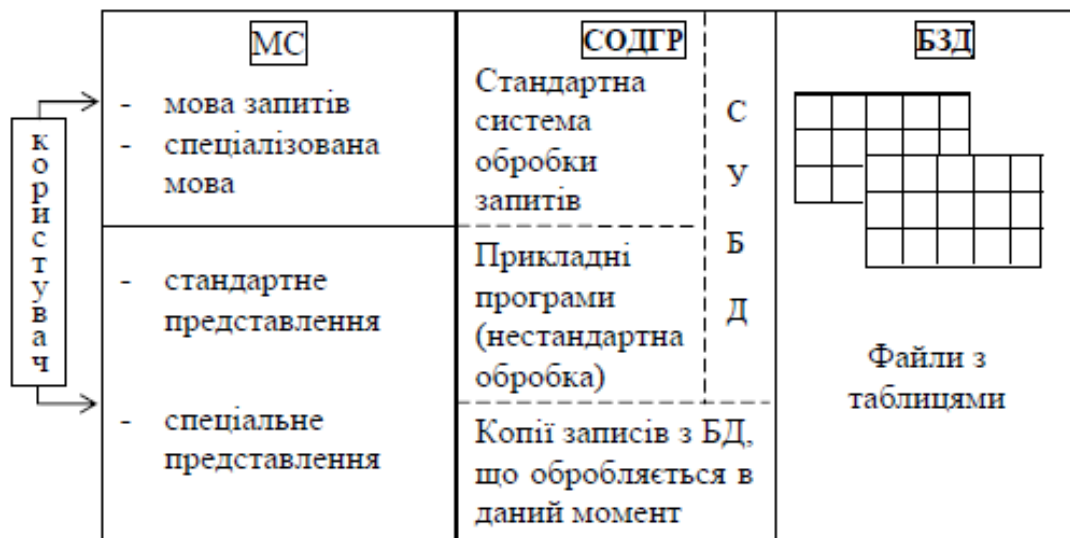 користувач
МС
- мова запитів
- спеціалізована
мова
- стандартне
представлення
- спеціальне
представлення
СОДГР
Стандартна
система
обробки
запитів
Прикладні
програми
(нестандартна
обробка)
С
У
Б
Д
Копії записів з БД,
що обробляється в
даний момент
БЗД
Файли з
таблицями